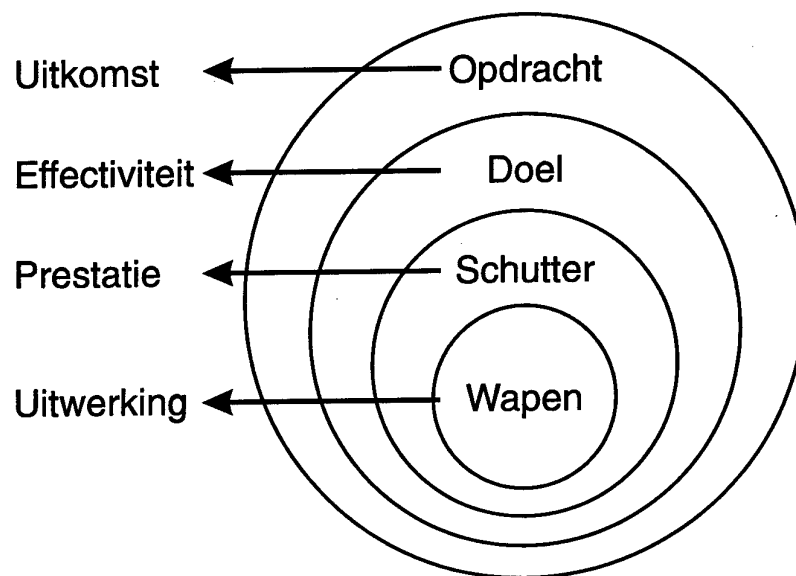 Uitkomst Opdracht
Effectiviteit Doel
Prestatie Schutter
Uitwerking Wapen